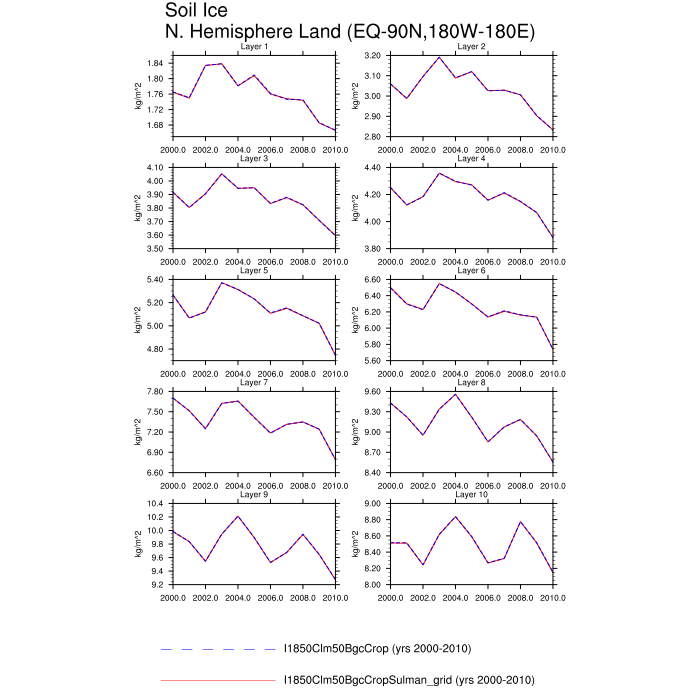 Soil Ice
N. Hemisphere Land (EQ-90N,180W-180E)
Layer 1
1.84
1.80
1.76
1.72
1.68
kg/m^2
2000.0 2002.0 2004.0 2006.0 2008.0 2010.0
Layer 2
3.20
3.10
3.00
2.90
2.80
kg/m^2
2000.0 2002.0 2004.0 2006.0 2008.0 2010.0
Layer 3
4.10
4.00
3.90
3.80
3.70
3.60
3.50
kg/m^2
2000.0 2002.0 2004.0 2006.0 2008.0 2010.0
Layer 4
4.40
4.20
4.00
3.80
kg/m^2
2000.0 2002.0 2004.0 2006.0 2008.0 2010.0
Layer 5
5.40
5.20
5.00
4.80
kg/m^2
2000.0 2002.0 2004.0 2006.0 2008.0 2010.0
Layer 6
6.60
6.40
6.20
6.00
5.80
5.60
kg/m^2
2000.0 2002.0 2004.0 2006.0 2008.0 2010.0
Layer 7
7.80
7.50
7.20
6.90
6.60
kg/m^2
2000.0 2002.0 2004.0 2006.0 2008.0 2010.0
Layer 8
9.60
9.30
9.00
8.70
8.40
kg/m^2
2000.0 2002.0 2004.0 2006.0 2008.0 2010.0
Layer 9
10.4
10.2
10.0
9.8
9.6
9.4
9.2
kg/m^2
2000.0 2002.0 2004.0 2006.0 2008.0 2010.0
Layer 10
9.00
8.80
8.60
8.40
8.20
8.00
kg/m^2
2000.0 2002.0 2004.0 2006.0 2008.0 2010.0
I1850Clm50BgcCrop (yrs 2000-2010)
I1850Clm50BgcCropSulman_grid (yrs 2000-2010)